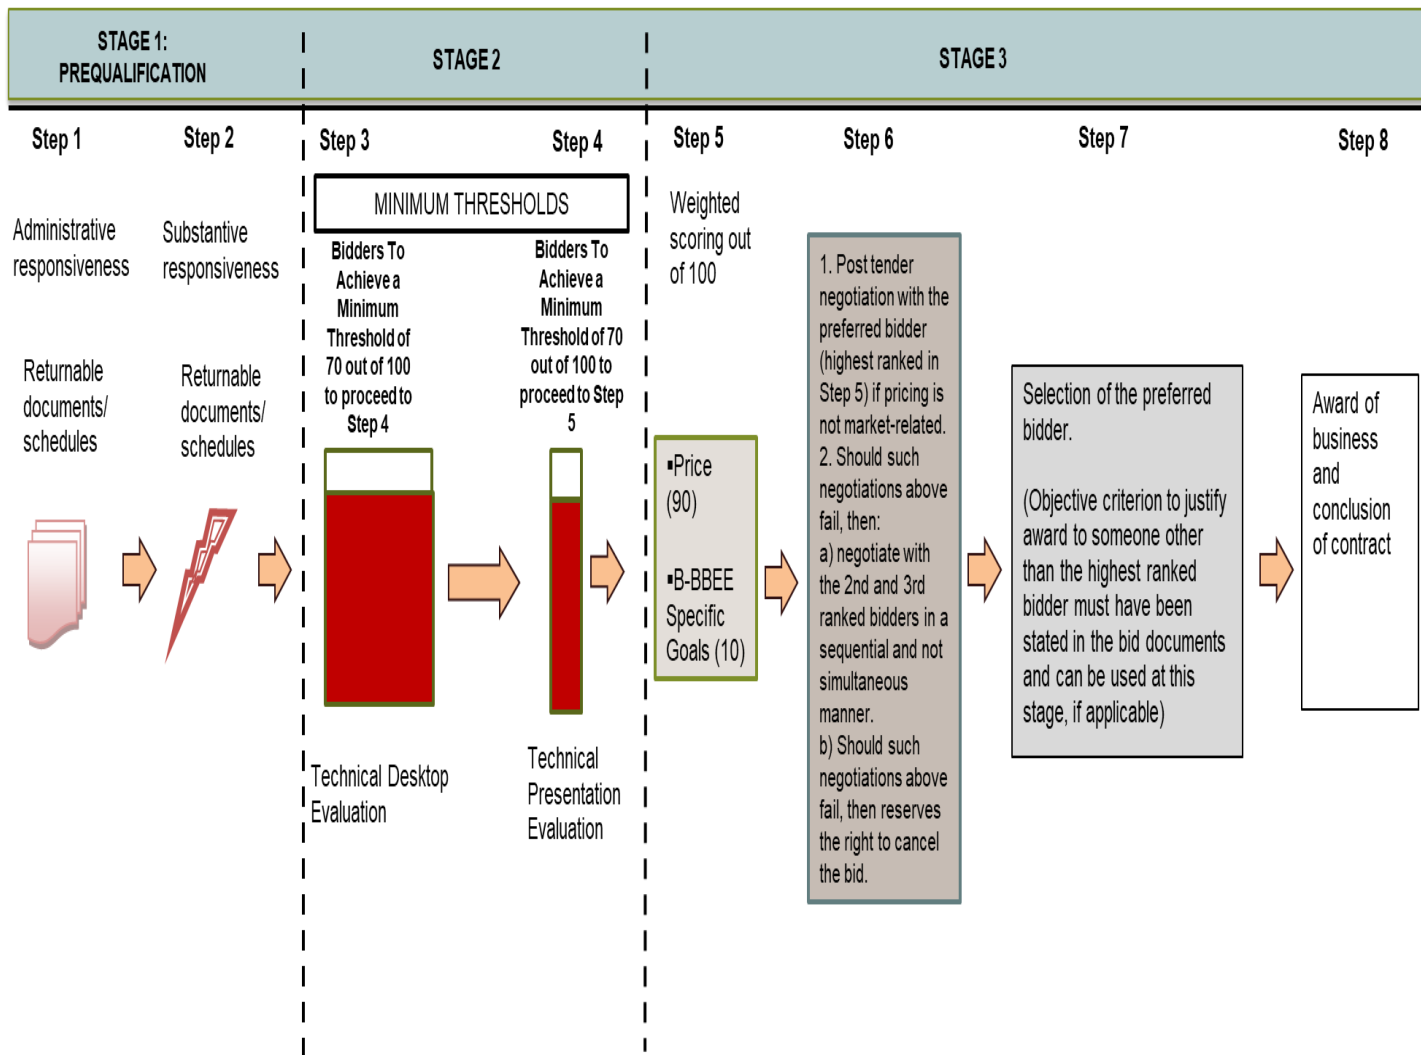 STAGE 1:
PREQUALIFICATION
STAGE 2
STAGE 3
Step 1
Step 2
Step 3
Step 4
Step 5
Step 6
Step 7
Step 8
Administrative
responsiveness
Returnable
documents/
schedules
Substantive
responsiveness
Returnable
documents/
schedules
MINIMUM THRESHOLDS
Bidders To
Achieve a
Minimum
Threshold of
70 out of 100
to proceed to
Step 4
Technical Desktop
Evaluation
Bidders To
Achieve a
Minimum
Threshold of 70
out of 100 to
proceed to Step
5
Technical
Presentation
Evaluation
Weighted
scoring out
of 100
▪Price
(90)
▪B-BBEE
Specific
Goals (10)
1. Post tender
negotiation with the
preferred bidder
(highest ranked in
Step 5) if pricing is
not market-related.
2. Should such
negotiations above
fail, then:
a) negotiate with
the 2nd and 3rd
ranked bidders in a
sequential and not
simultaneous
manner.
b) Should such
negotiations above
fail, then reserves
the right to cancel
the bid.
Selection of the preferred
bidder.
(Objective criterion to justify
award to someone other
than the highest ranked
bidder must have been
stated in the bid documents
and can be used at this
stage, if applicable)
Award of
business
and
conclusion
of contract